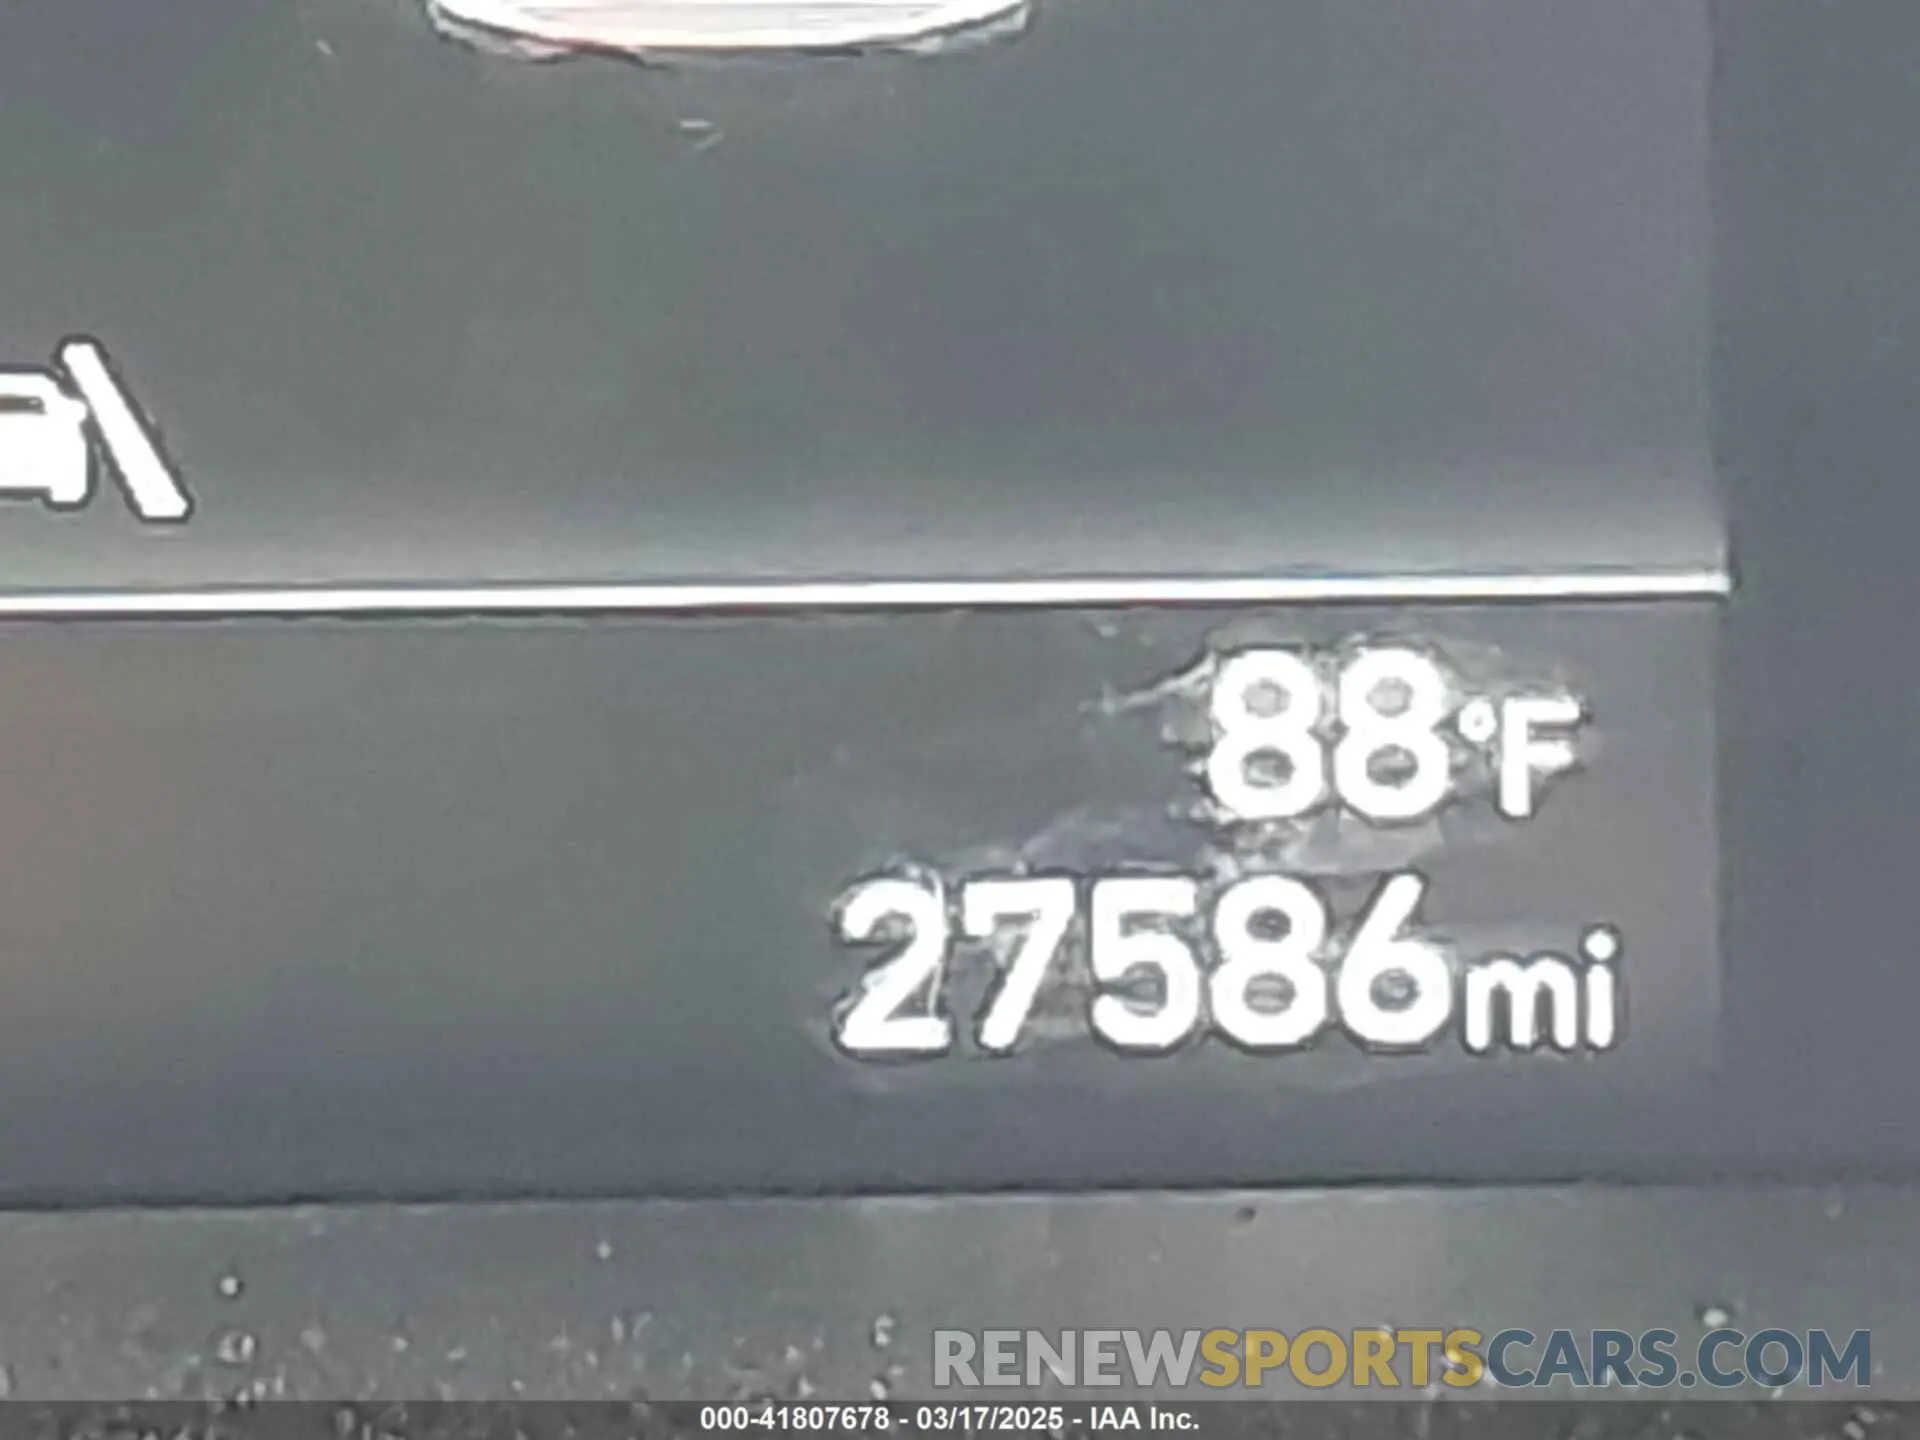 88°F
27586mi
RENEWSPORTSCARS.COM
000-41807678 - 03/17/2025 - IAA Inc.